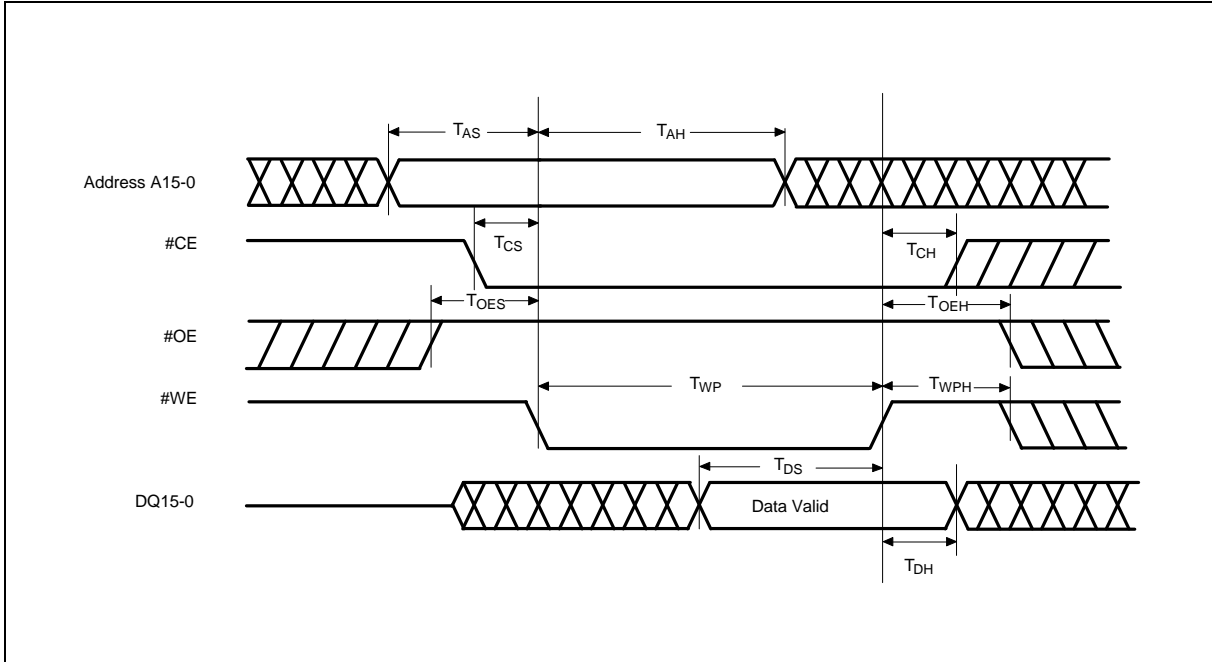 TAS
TAH
Address A15-0
TCS
TCH
#CE
TOES
TOEH
#OE
TWP
TWPH
#WE
TDS
DQ15-0
Data Valid
TDH